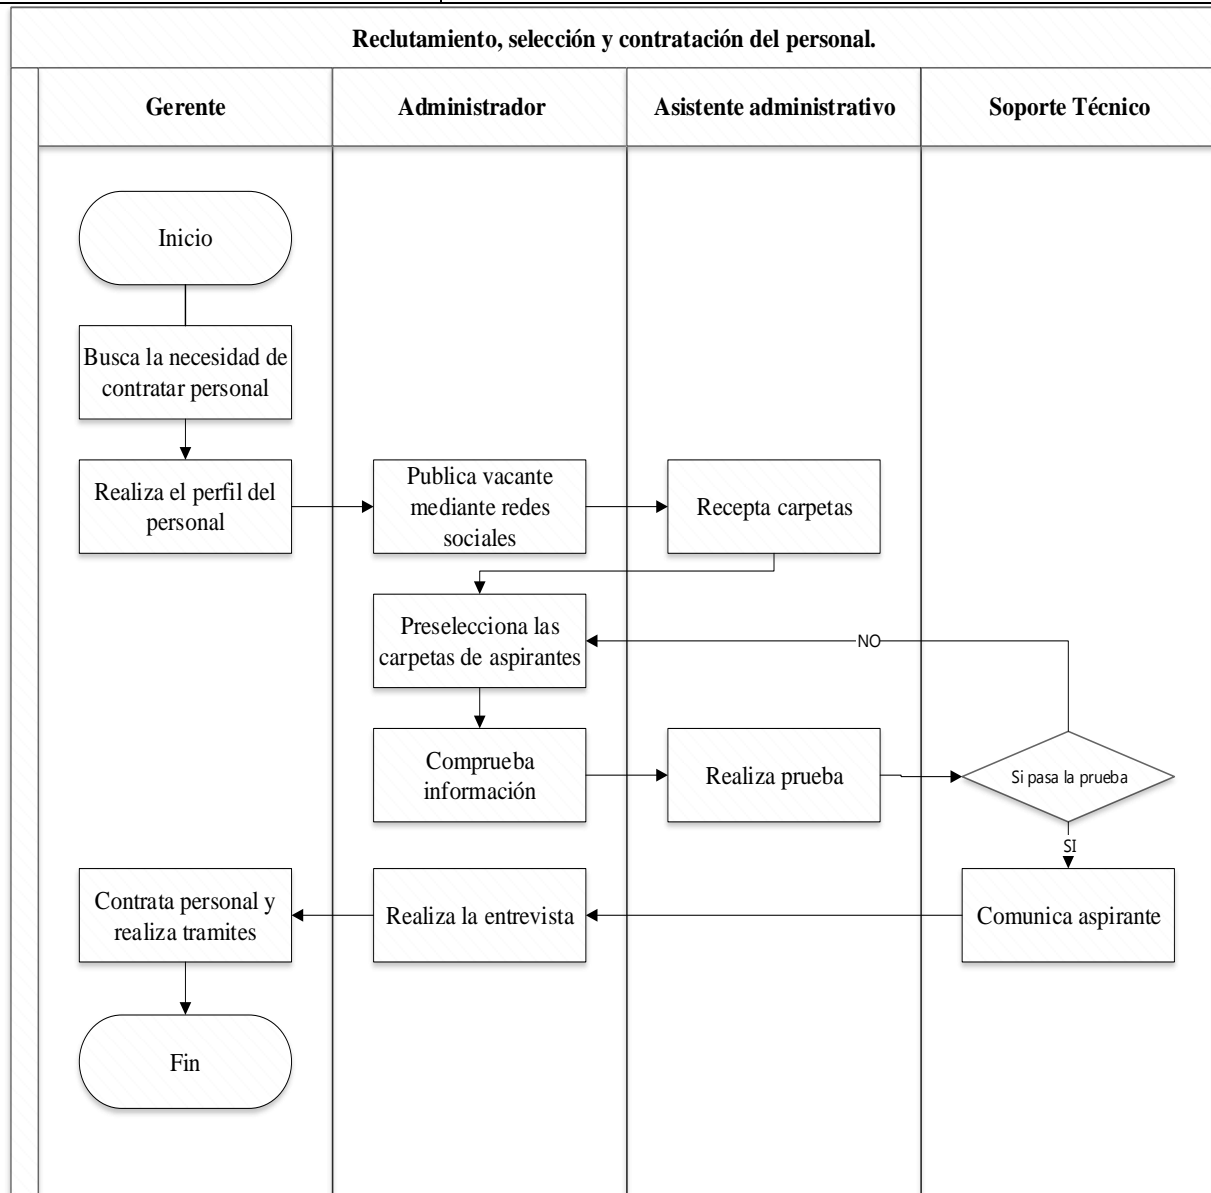 Reclutamiento, selección y contratación del personal.
Gerente
Administrador
Asistente administrativo
Soporte Técnico
Inicio
Busca la necesidad de
contratar personal
Realiza el perfil del
personal
Publica vacante
mediante redes
sociales
Recepta carpetas
Preselecciona las
carpetas de aspirantes
NO
Comprueba
información
Realiza prueba
Si pasa la prueba
SI
Contrata personal y
realiza tramites
Realiza la entrevista
Comunica aspirante
Fin